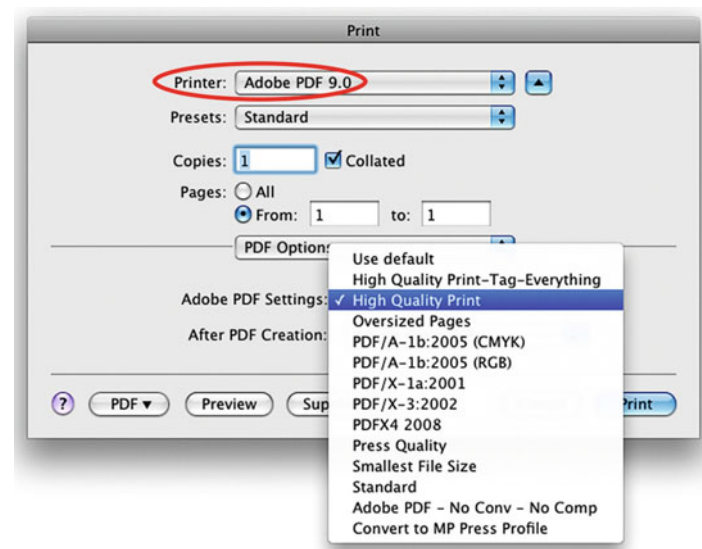 Print
Printer: Adobe PDF 9.0
Presets: Standard
Copies: 1 Collated
Pages: All
From: 1 to: 1
PDF Options
Use default
High Quality Print-Tag-Everything
Adobe PDF Settings: ✓ High Quality Print
Oversized Pages
After PDF Creation: PDF/A-1b:2005 (CMYK)
PDF/A-1b:2005 (RGB)
PDF/X-1a:2001
? PDF▼ Preview Sup PDF/X-3:2002 Print
PDFX4 2008
Press Quality
Smallest File Size
Standard
Adobe PDF - No Conv - No Comp
Convert to MP Press Profile